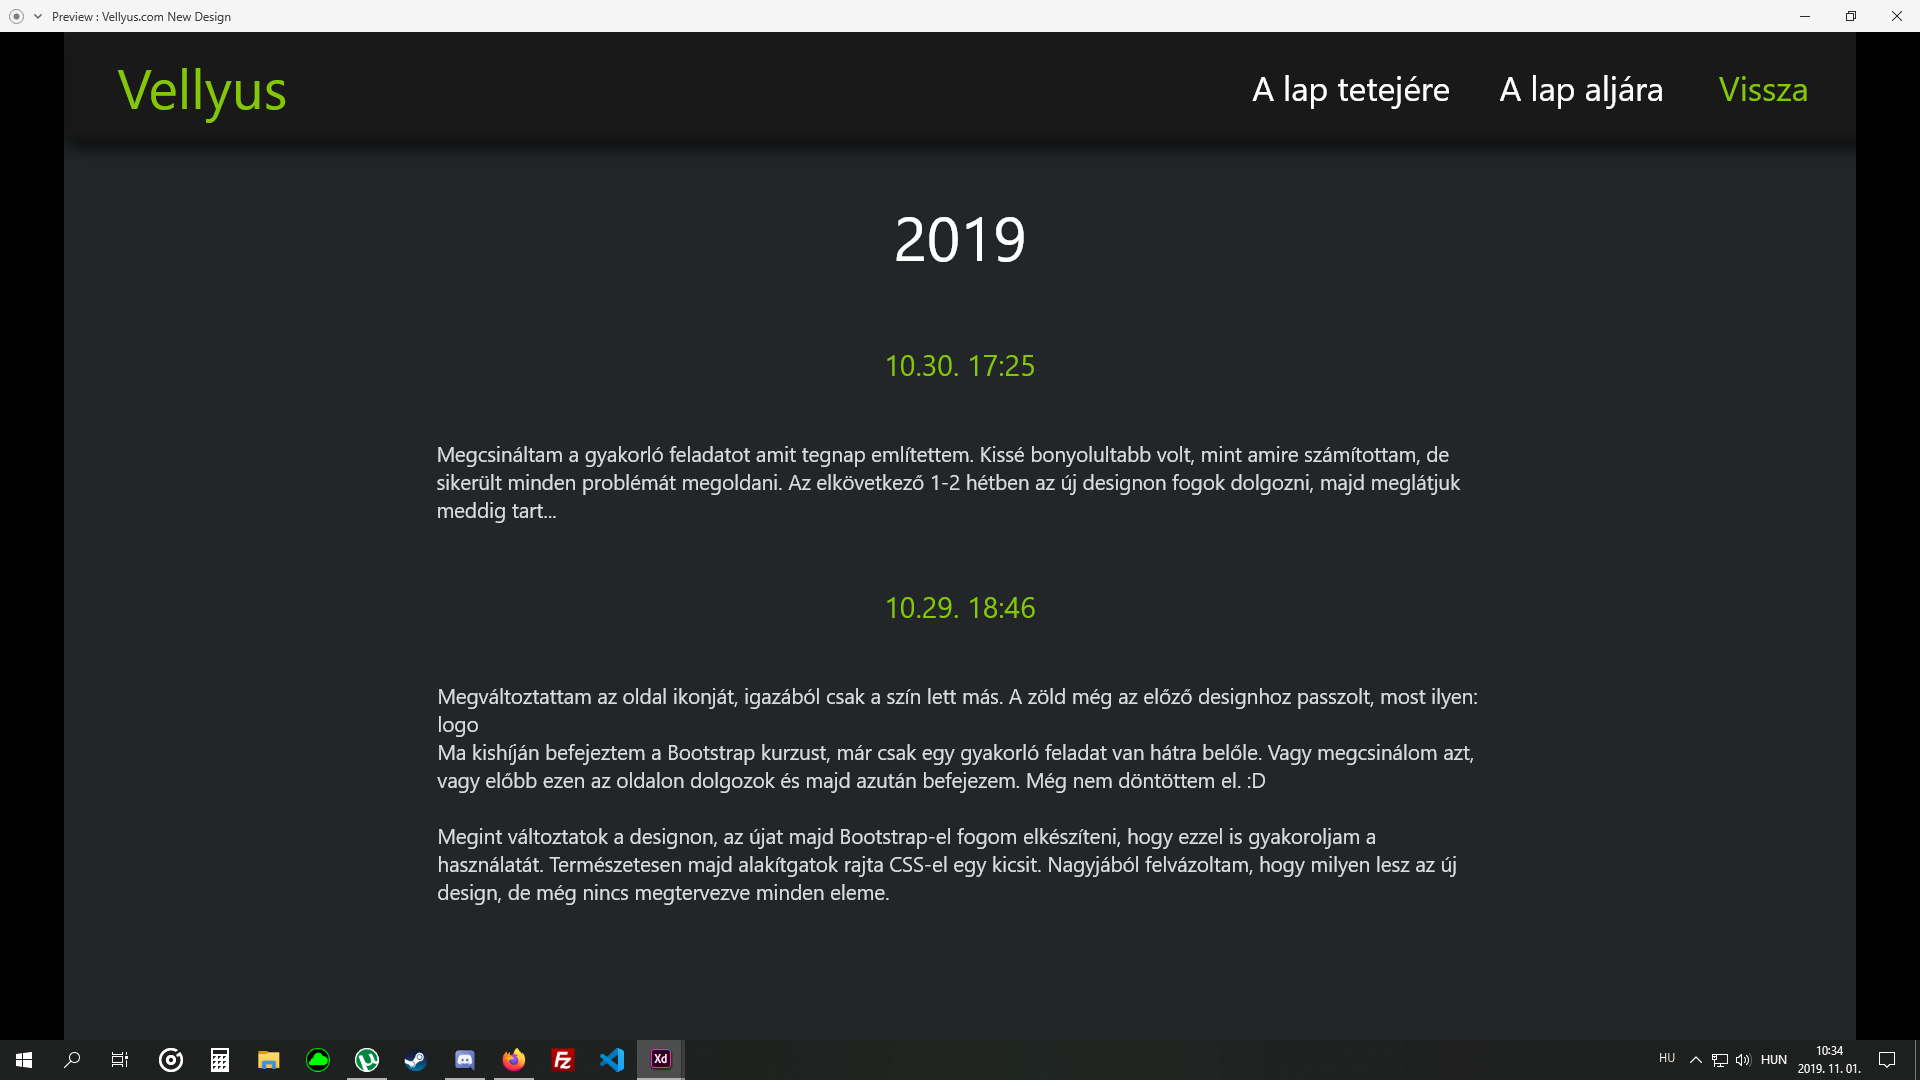 Preview : Vellyus.com New Design
Vellyus
A lap tetejére
A lap aljára
Vissza
2019
10.30. 17:25
Megcsináltam a gyakorló feladatot amit tegnap említettem. Kissé bonyolultabb volt, mint amire számítottam, de
sikerült minden problémát megoldani. Az elkövetkező 1-2 hétben az új designon fogok dolgozni, majd meglátjuk
meddig tart...
10.29. 18:46
Megváltoztattam az oldal ikonját, igazából csak a szín lett más. A zöld még az előző designhoz passzolt, most ilyen:
logo
Ma kishíján befejeztem a Bootstrap kurzust, már csak egy gyakorló feladat van hátra belőle. Vagy megcsinálom azt,
vagy előbb ezen az oldalon dolgozok és majd azután befejezem. Még nem döntöttem el. :D
Megint változtatok a designon, az újat majd Bootstrap-el fogom elkészíteni, hogy ezzel is gyakoroljam a
használatát. Természetesen majd alakítgatok rajta CSS-el egy kicsit. Nagyjából felvázoltam, hogy milyen lesz az új
design, de még nincs megtervezve minden eleme.
Fz
Xd
HU
HUN
10:34
2019. 11. 01.